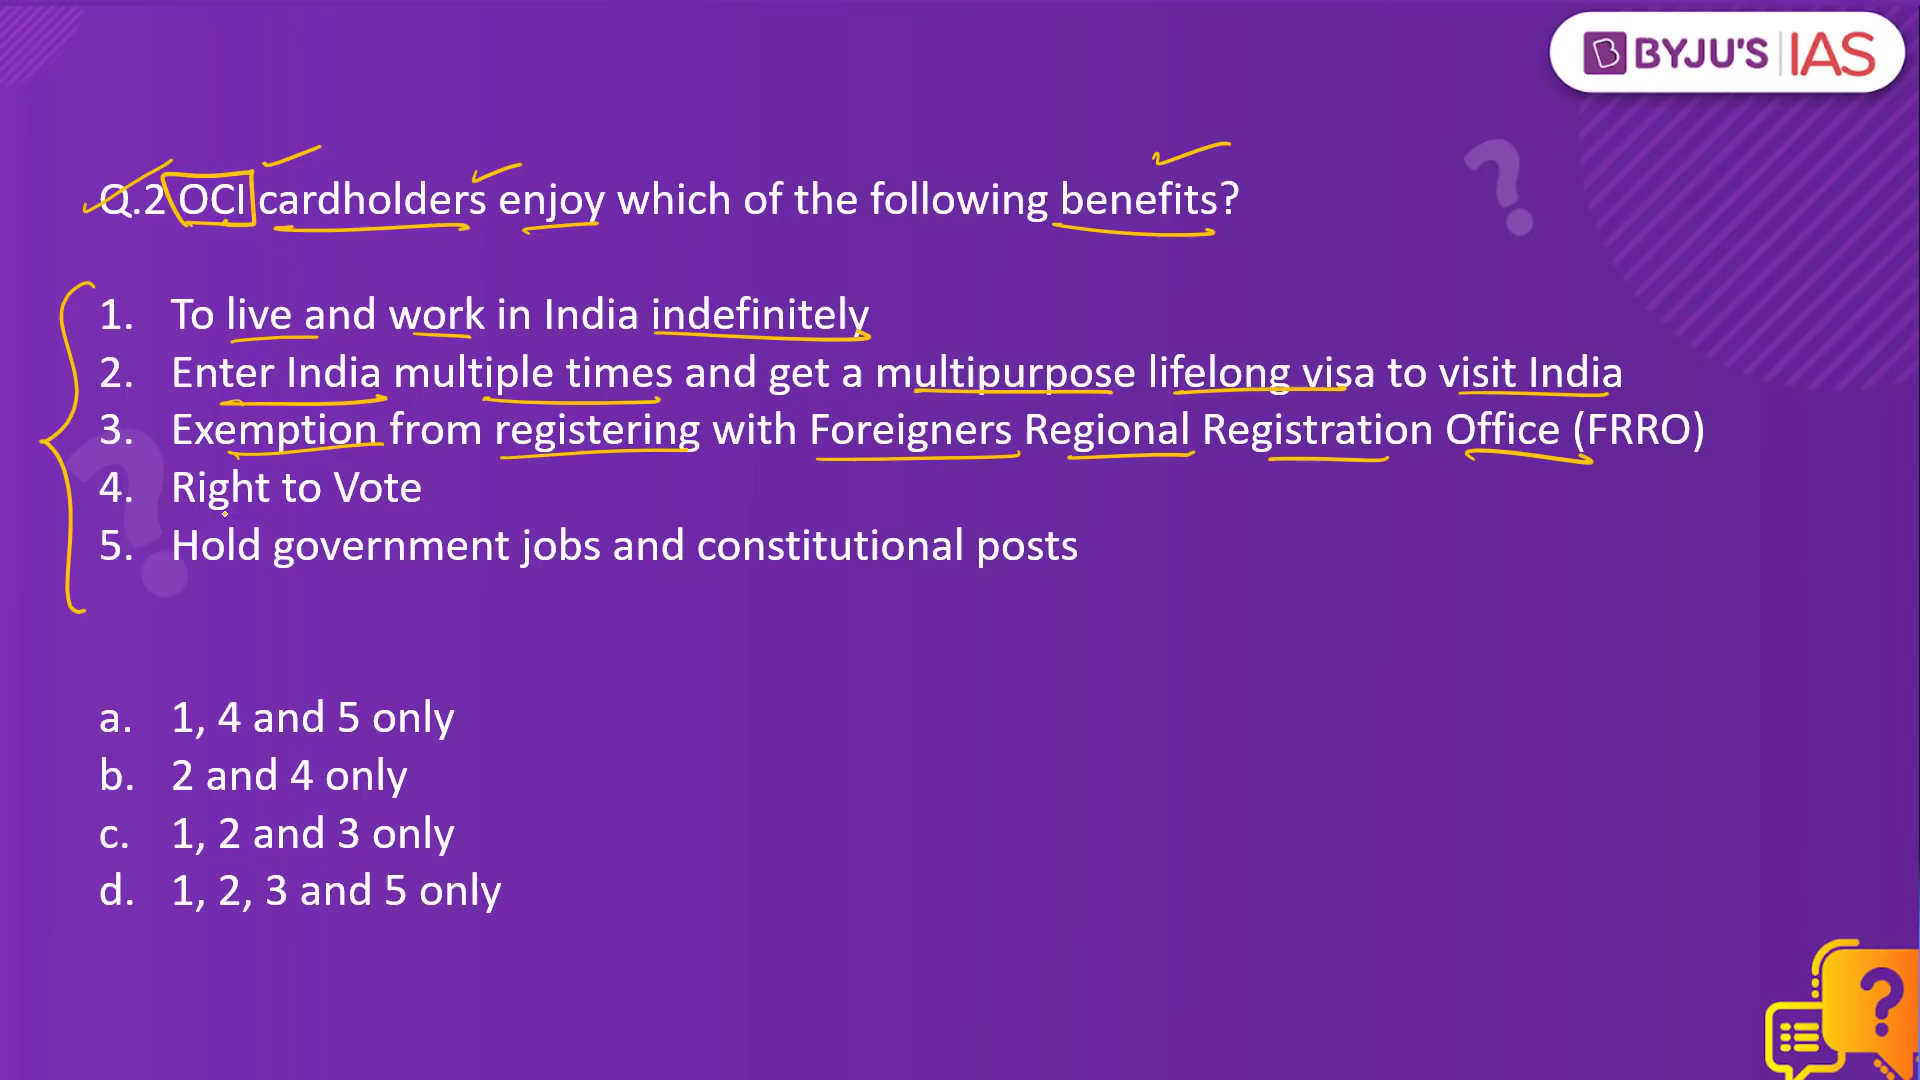 BYJU'S IAS
Q.2 OCI cardholders enjoy which of the following benefits?
1. To live and work in India indefinitely
2. Enter India multiple times and get a multipurpose lifelong visa to visit India
3. Exemption from registering with Foreigners Regional Registration Office (FRRO)
4. Right to Vote
5. Hold government jobs and constitutional posts
a. 1, 4 and 5 only
b. 2 and 4 only
c. 1, 2 and 3 only
d. 1, 2, 3 and 5 only